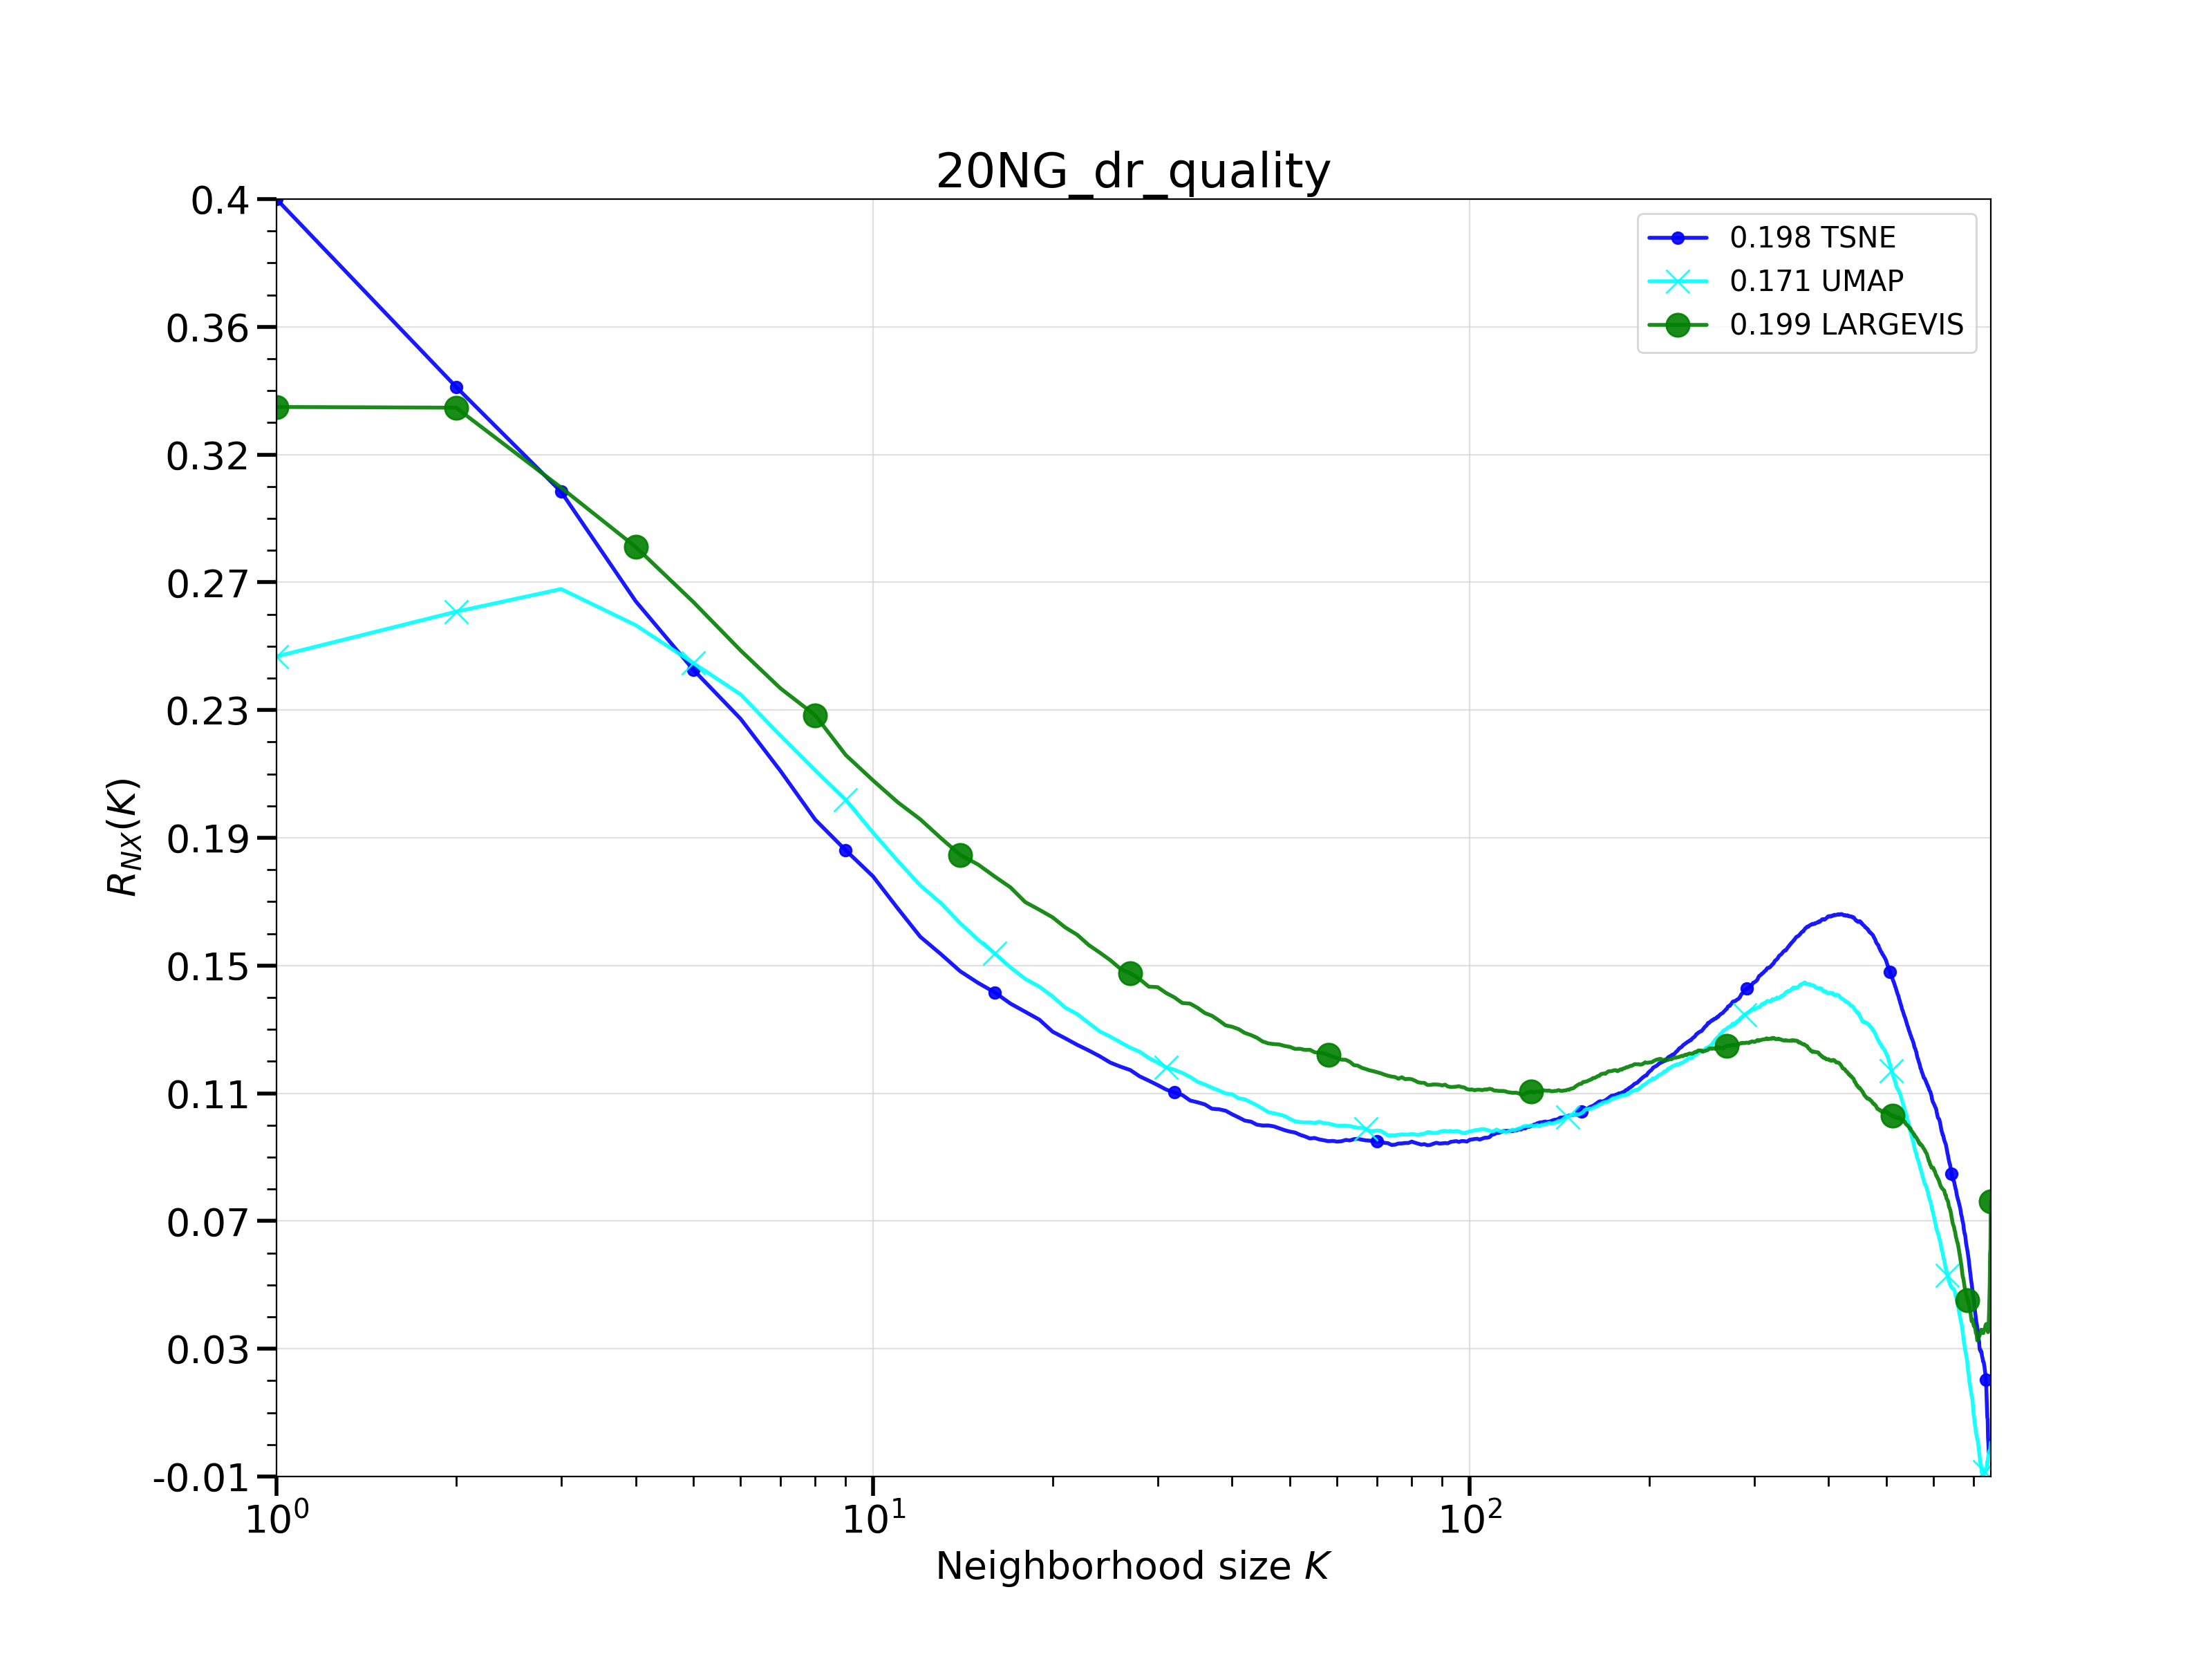 20NG_dr_quality
0.198 TSNE
0.171 UMAP
0.199 LARGEVIS
0.4
0.36
0.32
0.27
0.23
0.19
0.15
0.11
0.07
0.03
-0.01
R_{NX}(K)
10^0
10^1
10^2
Neighborhood size K